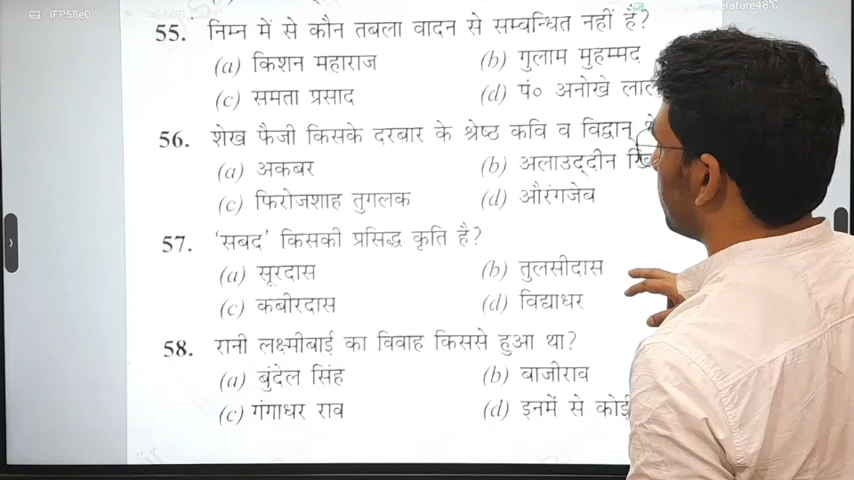 IFP58e0
temperature48℃
55. निम्न में से कौन तबला वादन से सम्बन्धित नहीं है?
(a) किशन महाराज (b) गुलाम मुहम्मद
(c) समता प्रसाद (d) पं० अनोखे लाल
56. शेख फैजी किसके दरबार के श्रेष्ठ कवि व विद्वान्
(a) अकबर (b) अलाउद्दीन
(c) फिरोजशाह तुगलक (d) औरंगजेब
57. 'सबद' किसकी प्रसिद्ध कृति है?
(a) सूरदास (b) तुलसीदास
(c) कबीरदास (d) विद्याधर
58. रानी लक्ष्मीबाई का विवाह किससे हुआ था?
(a) बुंदेल सिंह (b) बाजीराव
(c) गंगाधर राव (d) इनमें से कोई